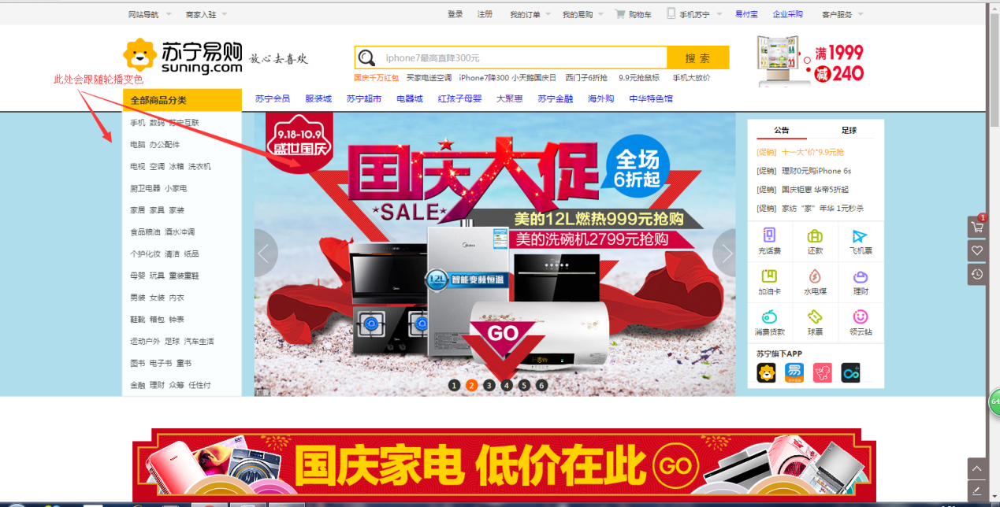 网站导航 商家入驻 登录 注册 我的订单 我的易购 购物车 手机苏宁 易付宝 企业采购 客户服务
苏宁易购
suning.com
放心去喜欢
iphone7最高直降300元
搜 索
满1999
减240
国庆千万红包 买家电送空调 iPhone7降300 小天鹅国庆日 西门子6折抢 9.9元抢鼠标 手机大放价
此处会跟随轮播变色
全部商品分类
苏宁会员 服装城 苏宁超市 电器城 红孩子母婴 大聚惠 苏宁金融 海外购 中华特色馆
手机 数码 苏宁互联
电脑 办公配件
电视 空调 冰箱 洗衣机
厨卫电器 小家电
家居 家具 家装
食品粮油 酒水冲调
个护化妆 清洁 纸品
母婴 玩具 童装童鞋
男装 女装 内衣
鞋靴 箱包 钟表
运动户外 足球 汽车生活
图书 电子书 童书
金融 理财 众筹 任性付
9.18-10.9
盛世国庆
国庆大促
SALE
全场
6折起
美的12L燃热999元抢购
美的洗碗机2799元抢购
Midea
12L 智能变频恒温
GO
1 2 3 4 5 6
广告
公告 足球
[促销] 十一大"价"9.9元抢
[促销] 理财0元购iPhone 6s
[促销] 国庆钜惠 华帝5折起
[促销] 家纺“家”年华 1元秒杀
充话费 还款 飞机票
加油卡 水电煤 理财
消费贷款 球票 领云钻
苏宁旗下APP
易
1
64
国庆家电 低价在此 GO